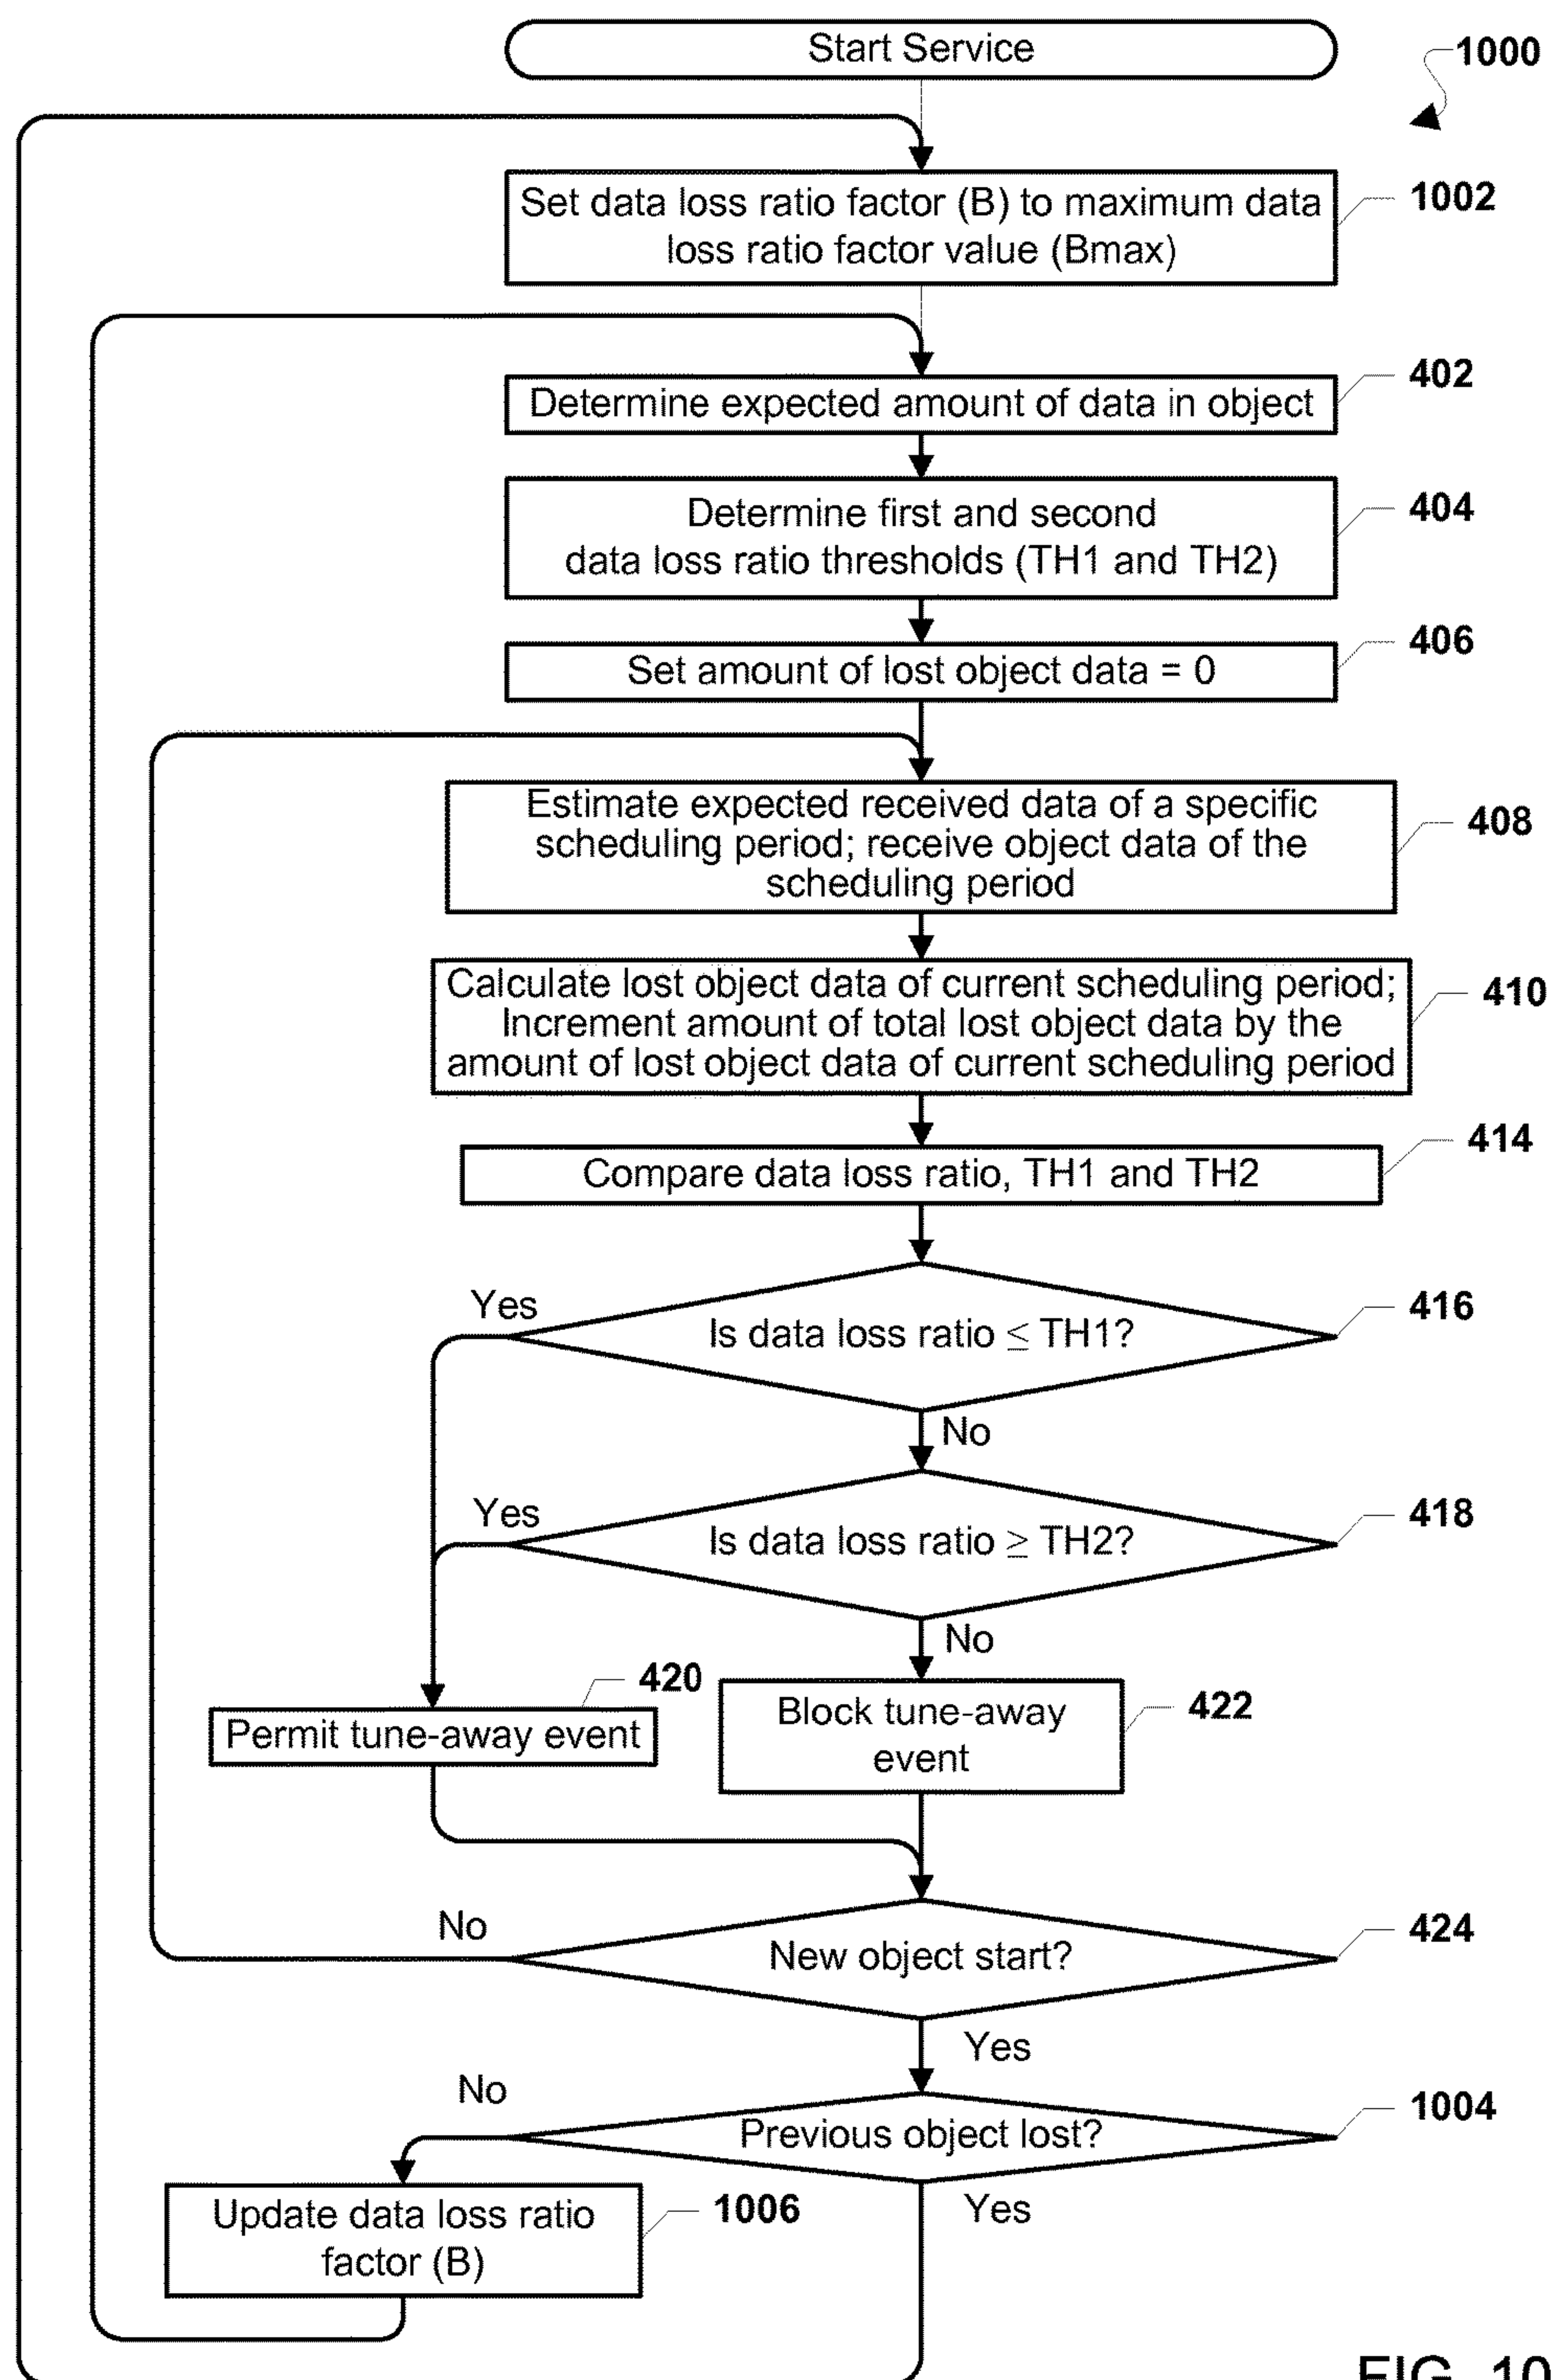 Start Service
1000
Set data loss ratio factor (B) to maximum data
loss ratio factor value (Bmax)
1002
Determine expected amount of data in object
402
Determine first and second
data loss ratio thresholds (TH1 and TH2)
404
Set amount of lost object data = 0
406
Estimate expected received data of a specific
scheduling period; receive object data of the
scheduling period
408
Calculate lost object data of current scheduling period;
Increment amount of total lost object data by the
amount of lost object data of current scheduling period
410
Compare data loss ratio, TH1 and TH2
414
Yes
Is data loss ratio ≤ TH1?
416
No
Yes
Is data loss ratio ≥ TH2?
418
No
Permit tune-away event
420
Block tune-away
event
422
No
New object start?
424
Yes
No
Previous object lost?
1004
Yes
Update data loss ratio
factor (B)
1006
FIG. 10